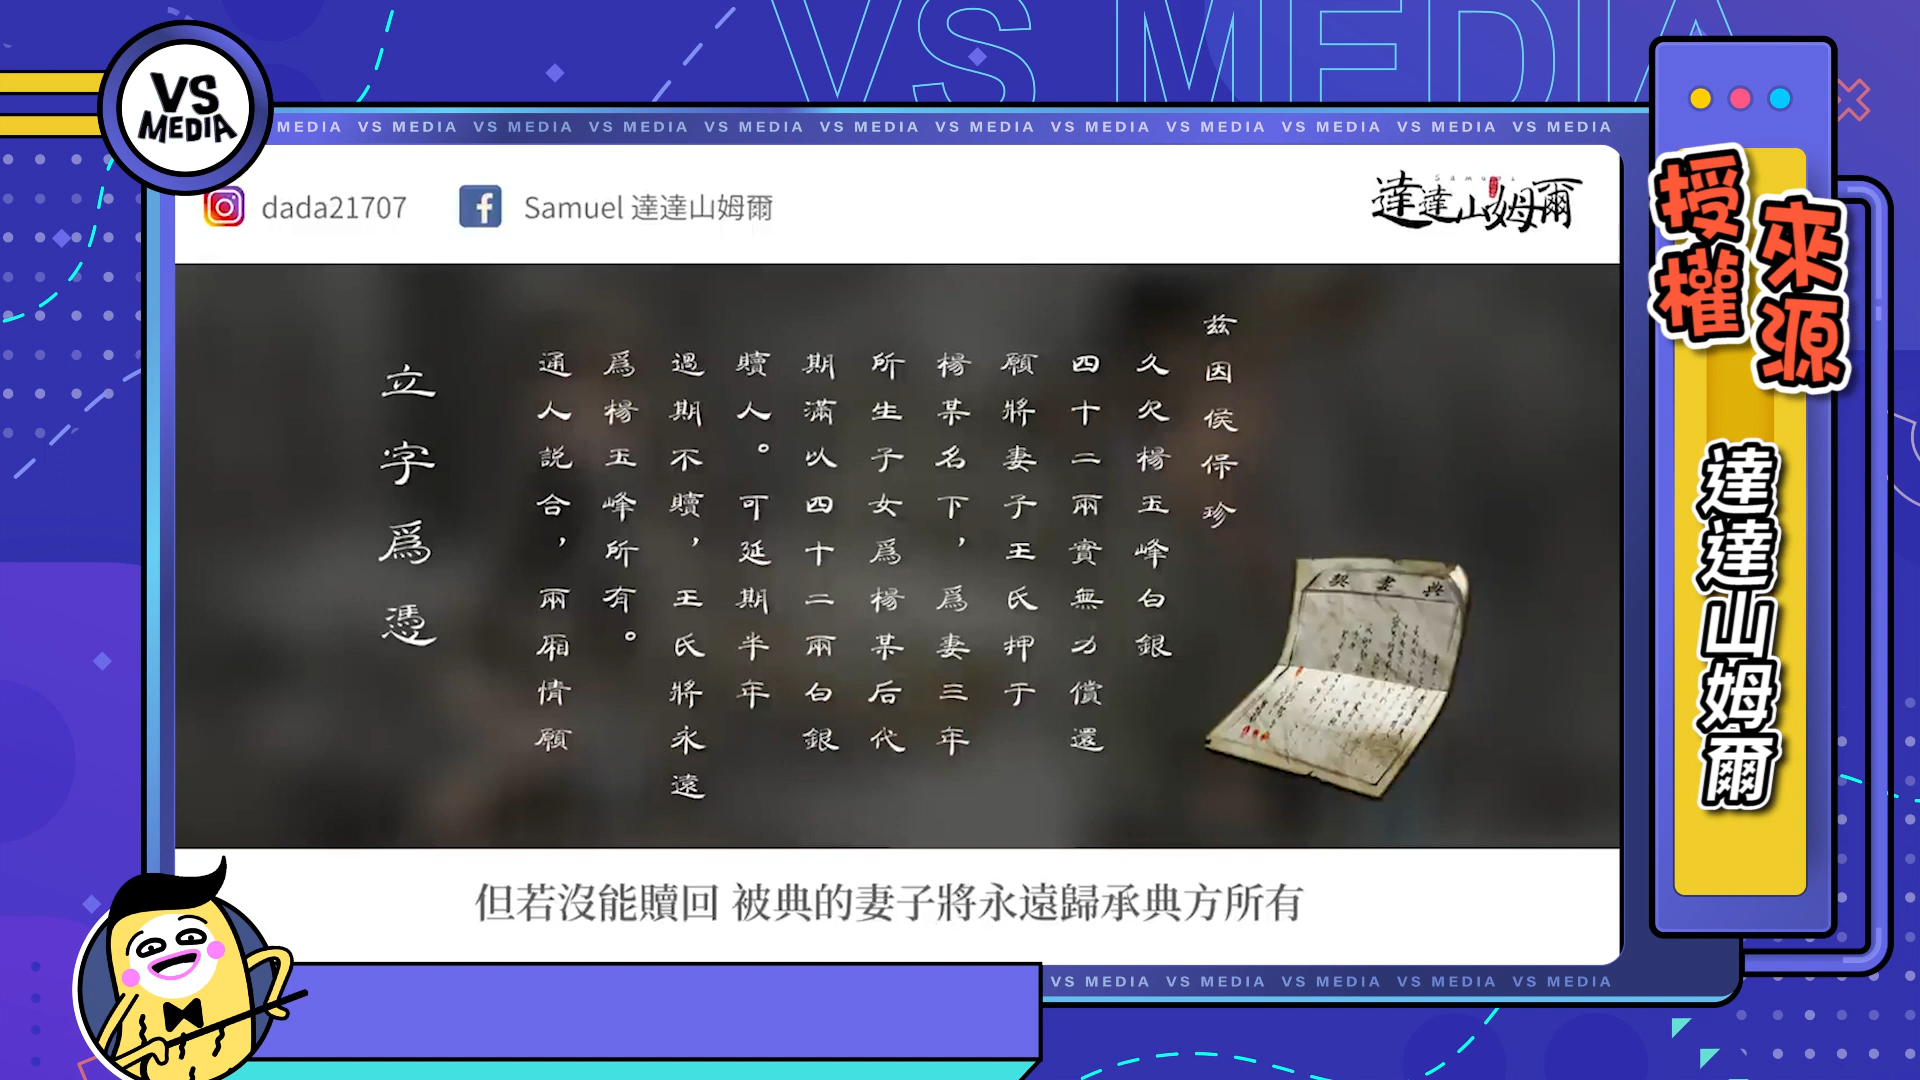 VS MEDIA
VS
MEDIA
MEDIA VS MEDIA VS MEDIA VS MEDIA VS MEDIA VS MEDIA VS MEDIA VS MEDIA VS MEDIA VS MEDIA VS MEDIA VS MEDIA
dada21707
Samuel 達達山姆爾
Samuel
達達山姆爾
茲因侯保珍
久欠楊玉峰白銀
四十二兩實無力償還
願將妻子王氏押于
楊某名下，爲妻三年
所生子女爲楊某后代
期滿以四十二兩白銀
贖人。可延期半年
過期不贖，王氏將永遠
爲楊玉峰所有。
通人説合，兩厢情願
立字爲憑
典妻契
但若沒能贖回 被典的妻子將永遠歸承典方所有
來源
授權
達達山姆爾
VS MEDIA VS MEDIA VS MEDIA VS MEDIA VS MEDIA